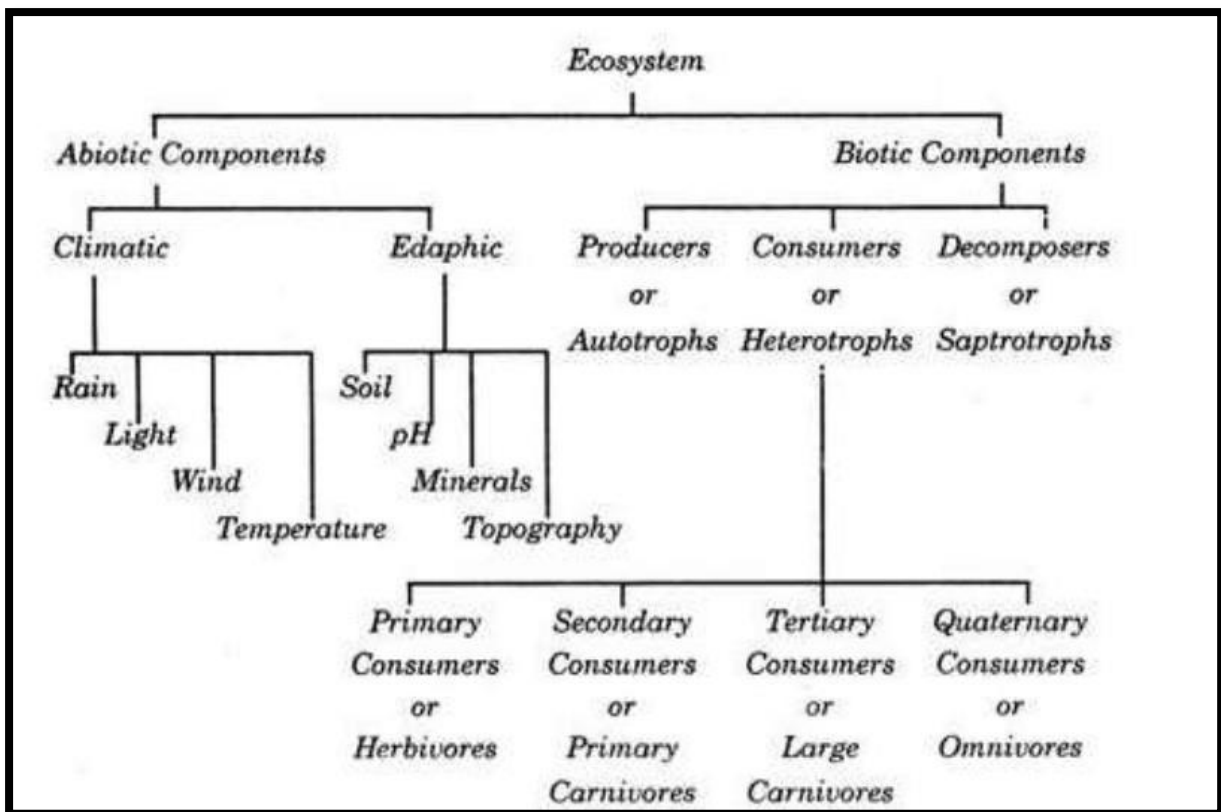 Ecosystem
Abiotic Components
Biotic Components
Climatic
Edaphic
Producers
or
Autotrophs
Consumers
or
Heterotrophs
Decomposers
or
Saptrotrophs
Rain
Light
Wind
Temperature
Soil
pH
Minerals
Topography
Primary
Consumers
or
Herbivores
Secondary
Consumers
or
Primary
Carnivores
Tertiary
Consumers
or
Large
Carnivores
Quaternary
Consumers
or
Omnivores